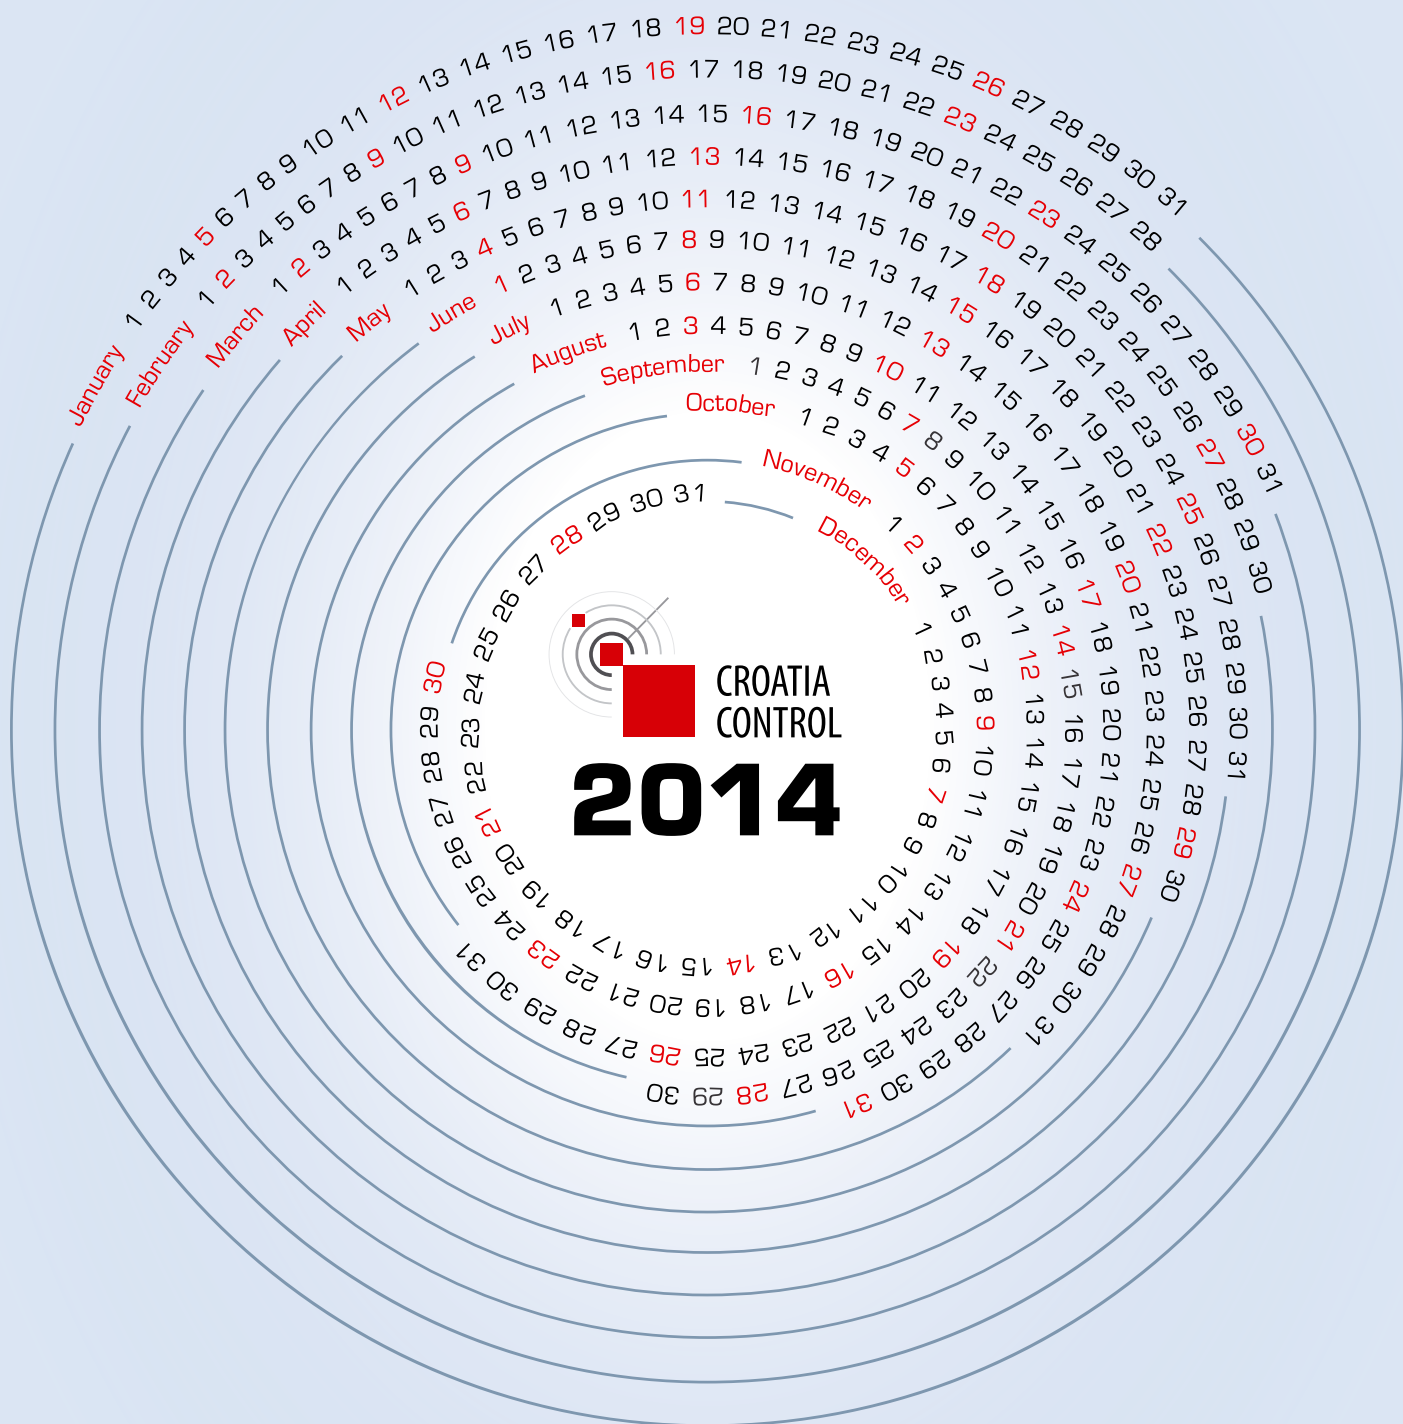 January 1 2 3 4 5 6 7 8 9 10 11 12 13 14 15 16 17 18 19 20 21 22 23 24 25 26 27 28 29 30 31
February 1 2 3 4 5 6 7 8 9 10 11 12 13 14 15 16 17 18 19 20 21 22 23 24 25 26 27 28
March 1 2 3 4 5 6 7 8 9 10 11 12 13 14 15 16 17 18 19 20 21 22 23 24 25 26 27 28 29 30 31
April 1 2 3 4 5 6 7 8 9 10 11 12 13 14 15 16 17 18 19 20 21 22 23 24 25 26 27 28 29 30
May 1 2 3 4 5 6 7 8 9 10 11 12 13 14 15 16 17 18 19 20 21 22 23 24 25 26 27 28 29 30 31
June 1 2 3 4 5 6 7 8 9 10 11 12 13 14 15 16 17 18 19 20 21 22 23 24 25 26 27 28 29 30
July 1 2 3 4 5 6 7 8 9 10 11 12 13 14 15 16 17 18 19 20 21 22 23 24 25 26 27 28 29 30 31
August 1 2 3 4 5 6 7 8 9 10 11 12 13 14 15 16 17 18 19 20 21 22 23 24 25 26 27 28 29 30 31
September 1 2 3 4 5 6 7 8 9 10 11 12 13 14 15 16 17 18 19 20 21 22 23 24 25 26 27 28 29 30
October 1 2 3 4 5 6 7 8 9 10 11 12 13 14 15 16 17 18 19 20 21 22 23 24 25 26 27 28 29 30 31
November 1 2 3 4 5 6 7 8 9 10 11 12 13 14 15 16 17 18 19 20 21 22 23 24 25 26 27 28 29 30
December 1 2 3 4 5 6 7 8 9 10 11 12 13 14 15 16 17 18 19 20 21 22 23 24 25 26 27 28 29 30 31
CROATIA
CONTROL
2014